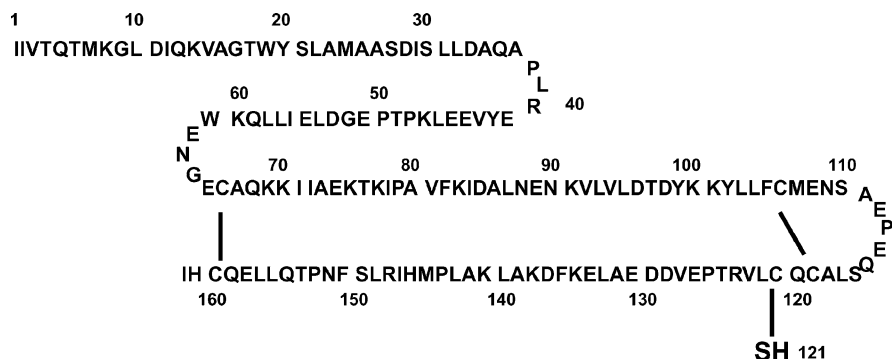 1 10 20 30
IIVTQTMKGL DIQKVAGTWY SLAMAASDISL LLDAQA
P
L
R 40
60 50
W KQLLI ELDGE PTPKLEEVYE
E
N
G
70 80 90 100 110
ECAQKK I IAEKTKIPA VFKIDALNEN KVLVLDTDYK KYLLFCMENS
A
E
P
E
Q
IH CQELLQTPNF SLRIHMPLAK LAKDFKELAE DDVEPTRVLC QCALS
160 150 140 130 120
SH 121